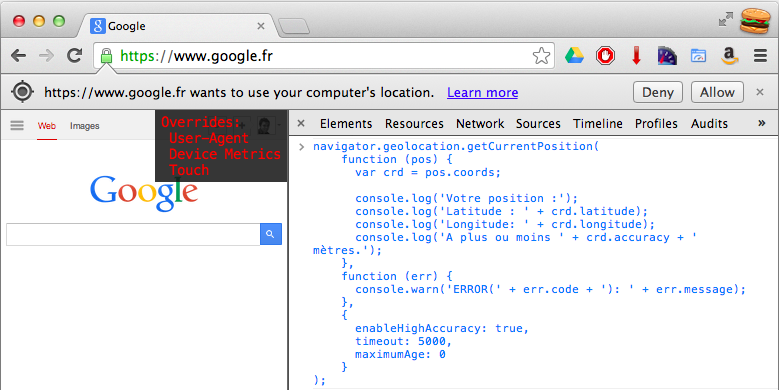 Google
https://www.google.fr
https://www.google.fr wants to use your computer's location. Learn more Deny Allow
Web Images
Overrides:
User-Agent
Device Metrics
Touch
Google
Elements Resources Network Sources Timeline Profiles Audits »
navigator.geolocation.getCurrentPosition(
function (pos) {
var crd = pos.coords;
console.log('Votre position :');
console.log('Latitude : ' + crd.latitude);
console.log('Longitude: ' + crd.longitude);
console.log('A plus ou moins ' + crd.accuracy + '
mètres.');
},
function (err) {
console.warn('ERROR(' + err.code + '): ' + err.message);
},
{
enableHighAccuracy: true,
timeout: 5000,
maximumAge: 0
}
);